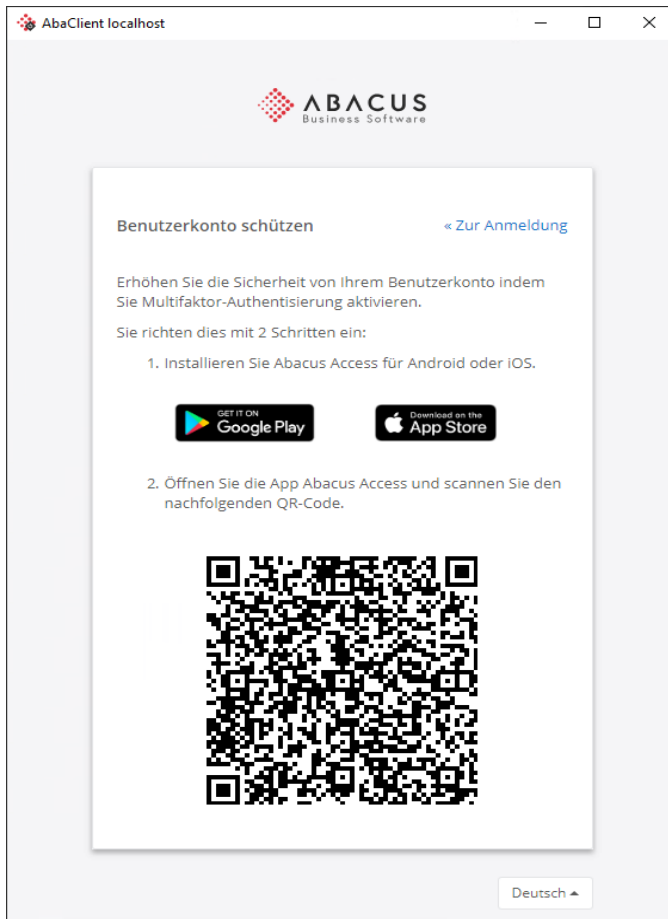 AbaClient localhost
ABACUS
Business Software
Benutzerkonto schützen
« Zur Anmeldung
Erhöhen Sie die Sicherheit von Ihrem Benutzerkonto indem
Sie Multifaktor-Authentisierung aktivieren.
Sie richten dies mit 2 Schritten ein:
1. Installieren Sie Abacus Access für Android oder iOS.
GET IT ON
Google Play
Download on the
App Store
2. Öffnen Sie die App Abacus Access und scannen Sie den
nachfolgenden QR-Code.
Deutsch